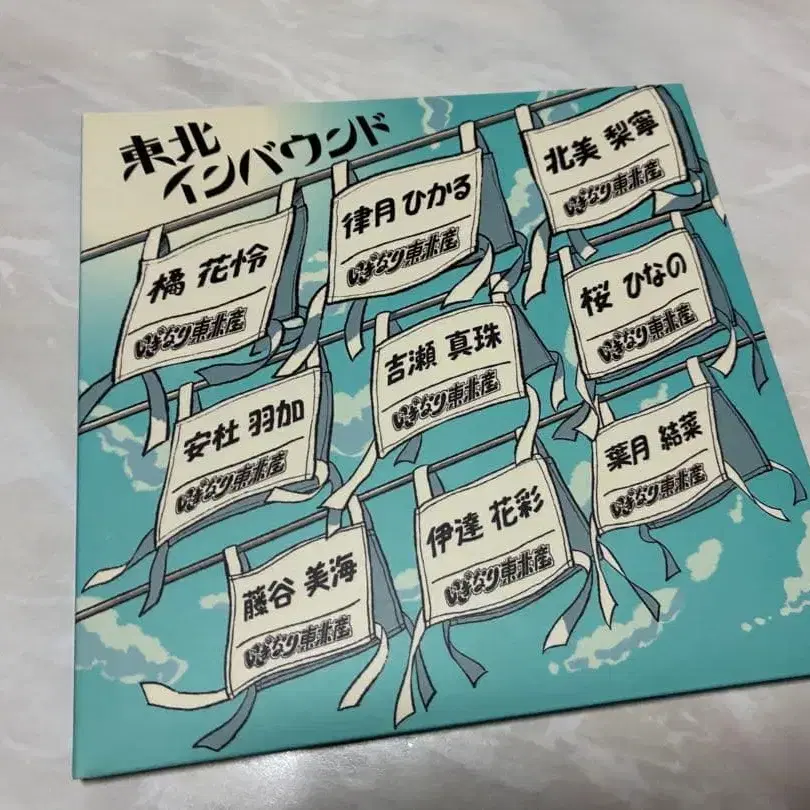 東北
インバウンド
北美 梨寧
いぎなり東北産
律月 ひかる
いぎなり東北産
橘 花怜
いぎなり東北産
桜 ひなの
いぎなり東北産
吉瀬 真珠
いぎなり東北産
安杜 羽加
いぎなり東北産
葉月 結菜
いぎなり東北産
伊達 花彩
いぎなり東北産
藤谷 美海
いぎなり東北産